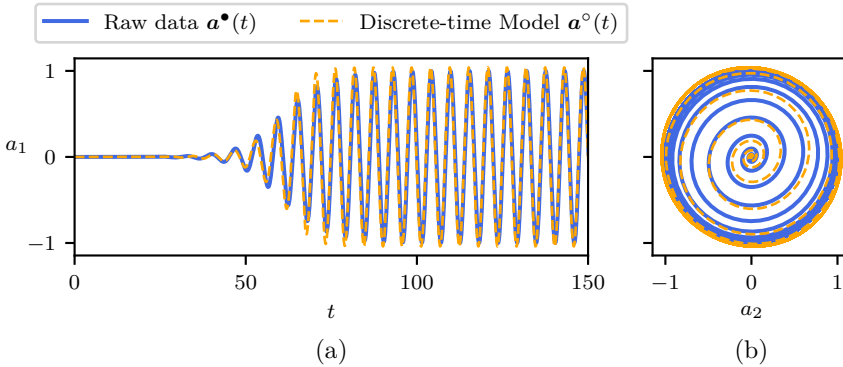 Raw data a•(t) Discrete-time Model a°(t)
1
0
−1
a₁
0 50 100 150
t
(a)
−1 0 1
a₂
(b)